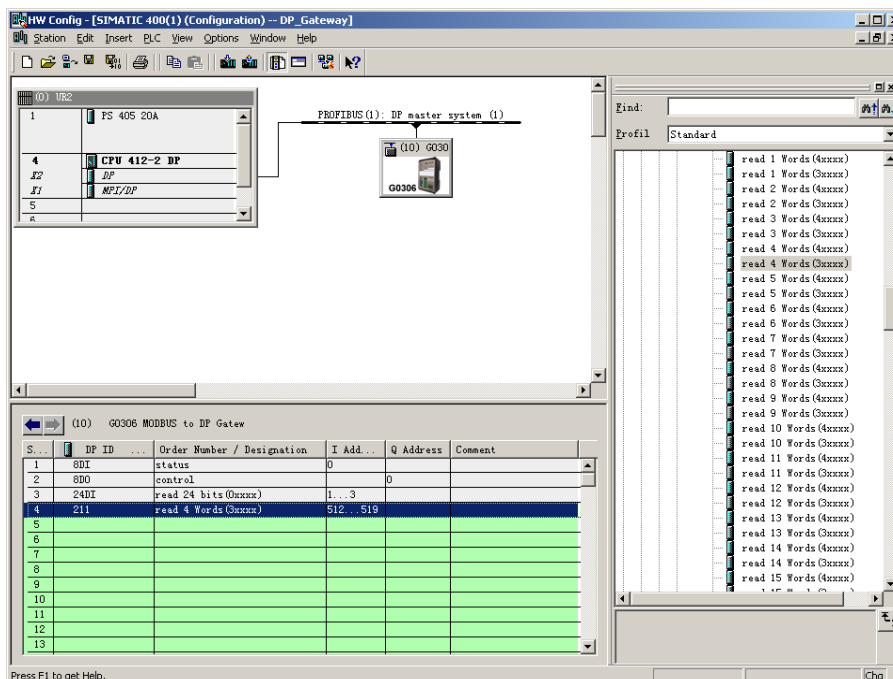 HW Config - [SIMATIC 400(1) (Configuration) -- DP_Gateway]
Station Edit Insert PLC View Options Window Help
(0) UR2
1 PS 405 20A
4 CPU 412-2 DP
X2 DP
X1 MPI/DP
5
6
PROFIBUS(1): DP master system (1)
(10) G030
G0306
Find:
Profil Standard
read 1 Words(4xxxx)
read 1 Words(3xxxx)
read 2 Words(4xxxx)
read 2 Words(3xxxx)
read 3 Words(4xxxx)
read 3 Words(3xxxx)
read 4 Words(4xxxx)
read 4 Words(3xxxx)
read 5 Words(4xxxx)
read 5 Words(3xxxx)
read 6 Words(4xxxx)
read 6 Words(3xxxx)
read 7 Words(4xxxx)
read 7 Words(3xxxx)
read 8 Words(4xxxx)
read 8 Words(3xxxx)
read 9 Words(4xxxx)
read 9 Words(3xxxx)
read 10 Words(4xxxx)
read 10 Words(3xxxx)
read 11 Words(4xxxx)
read 11 Words(3xxxx)
read 12 Words(4xxxx)
read 12 Words(3xxxx)
read 13 Words(4xxxx)
read 13 Words(3xxxx)
read 14 Words(4xxxx)
read 14 Words(3xxxx)
read 15 Words(4xxxx)
(10) G0306 MODBUS to DP Gatew
S... DP ID ... Order Number / Designation I Add... Q Address Comment
1 8DI status 0
2 8DO control 0
3 24DI read 24 bits(0xxxx) 1...3
4 211 read 4 Words(3xxxx) 512...519
5
6
7
8
9
10
11
12
13
Press F1 to get Help.
Chg